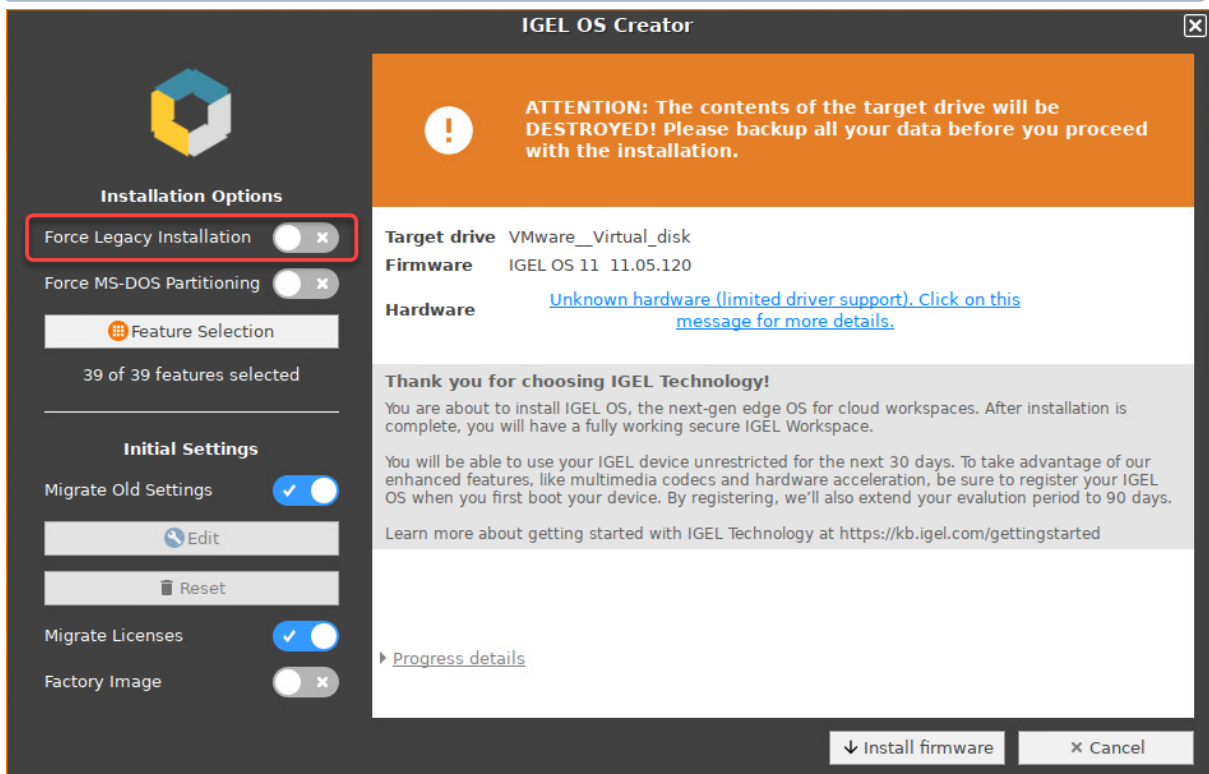 IGEL OS Creator
Installation Options
Force Legacy Installation
Force MS-DOS Partitioning
Feature Selection
39 of 39 features selected
Initial Settings
Migrate Old Settings
Edit
Reset
Migrate Licenses
Factory Image
ATTENTION: The contents of the target drive will be
DESTROYED! Please backup all your data before you proceed
with the installation.
Target drive VMware__Virtual_disk
Firmware IGEL OS 11 11.05.120
Hardware Unknown hardware (limited driver support). Click on this
message for more details.
Thank you for choosing IGEL Technology!
You are about to install IGEL OS, the next-gen edge OS for cloud workspaces. After installation is
complete, you will have a fully working secure IGEL Workspace.
You will be able to use your IGEL device unrestricted for the next 30 days. To take advantage of our
enhanced features, like multimedia codecs and hardware acceleration, be sure to register your IGEL
OS when you first boot your device. By registering, we'll also extend your evalution period to 90 days.
Learn more about getting started with IGEL Technology at https://kb.igel.com/gettingstarted
Progress details
Install firmware
Cancel